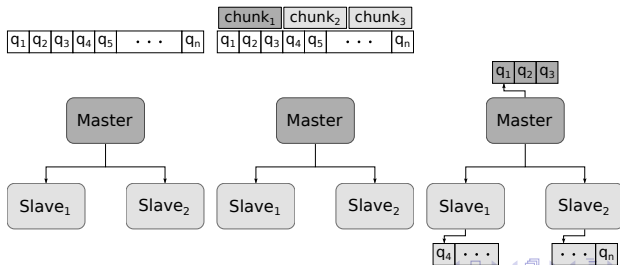 chunk₁ chunk₂ chunk₃
q₁ q₂ q₃ q₄ q₅ · · · qₙ
q₁ q₂ q₃ q₄ q₅ · · · qₙ
q₁ q₂ q₃
Master
Master
Master
Slave₁ Slave₂
Slave₁ Slave₂
Slave₁ Slave₂
q₄ · · ·
· · · qₙ